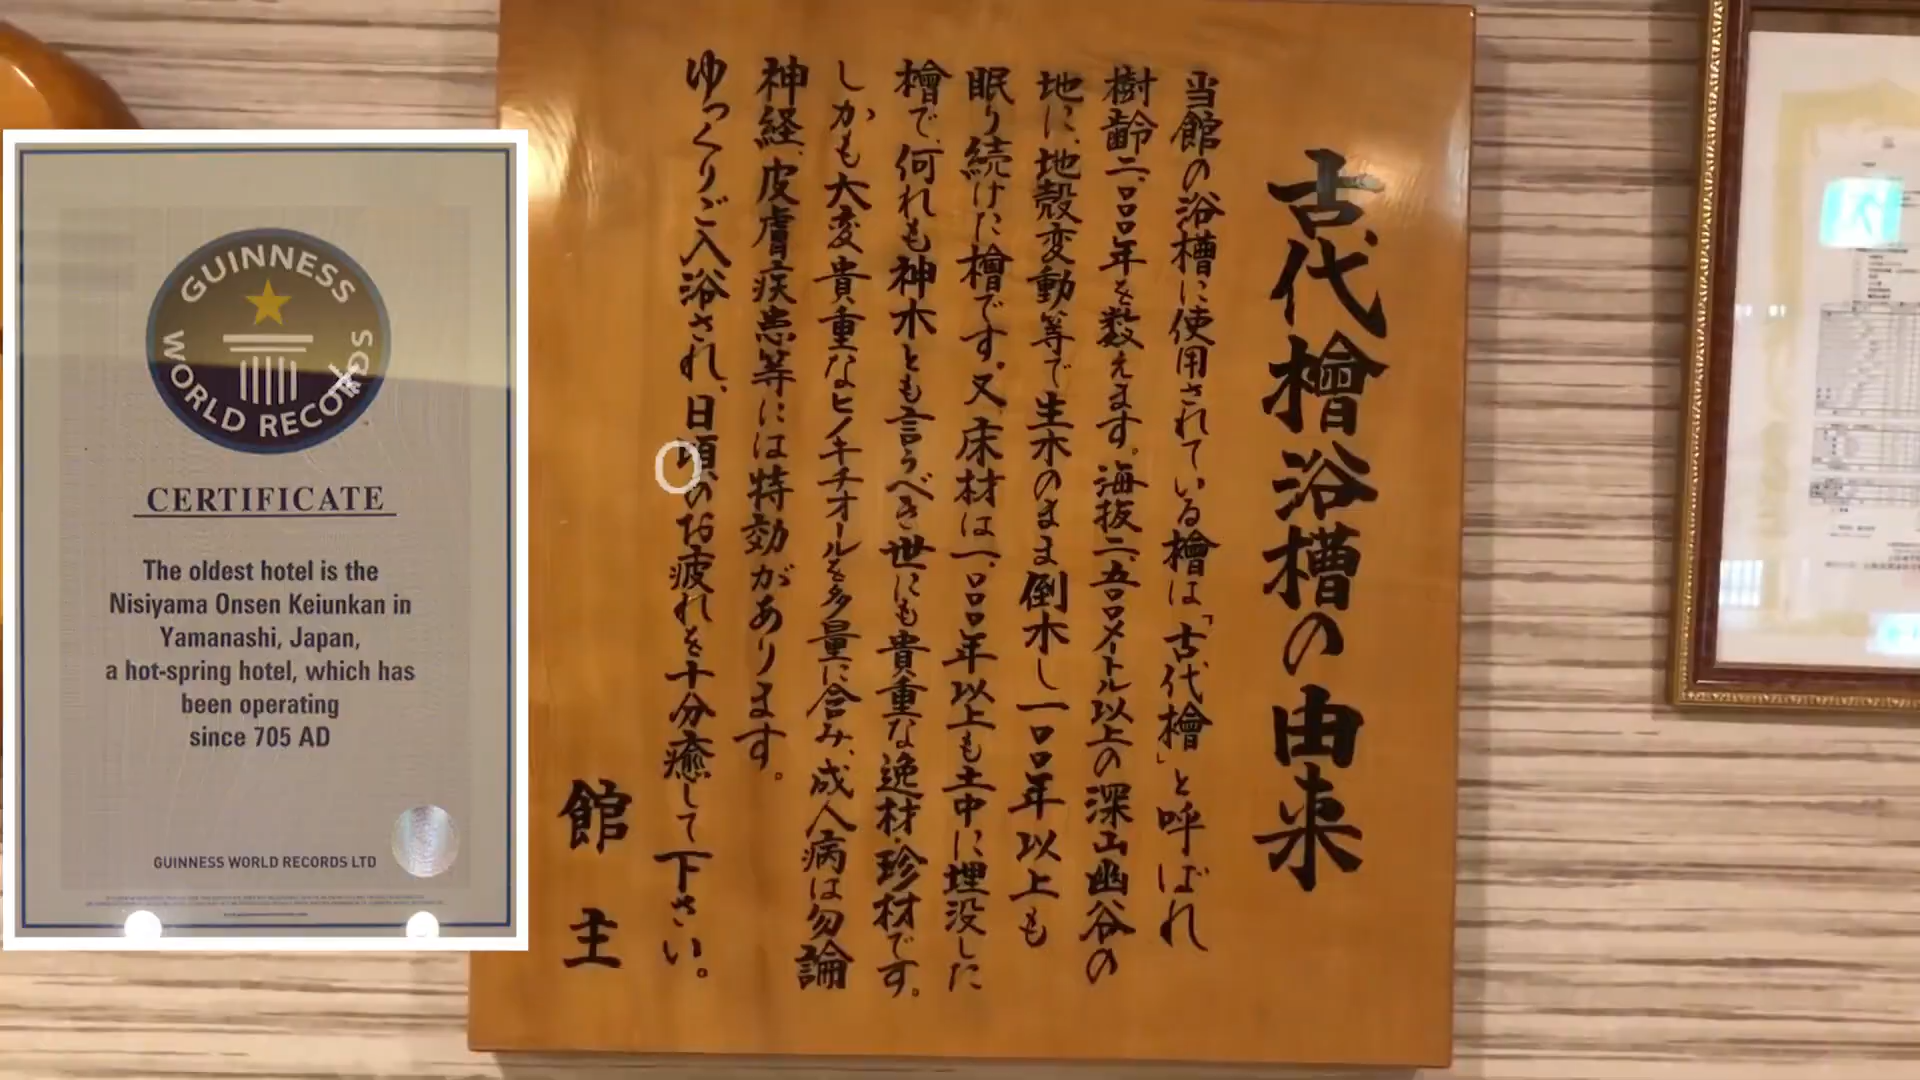 GUINNESS
WORLD RECORDS
CERTIFICATE
The oldest hotel is the
Nisiyama Onsen Keiunkan in
Yamanashi, Japan,
a hot-spring hotel, which has
been operating
since 705 AD
GUINNESS WORLD RECORDS LTD
古代檜浴槽の由来
当館の浴槽に使用されている檜は「古代檜」と呼ばれ
樹齢二、〇〇〇年を数えます。海抜二、五〇〇メートル以上の深山幽谷の
地に、地殻変動等で生木のまま倒木し一〇〇年以上も
眠り続けた檜です。又、床材は一、〇〇〇年以上も土中に埋没した
檜で、何れも神木とも言うべき世にも貴重な逸材・珍材です。
しかも大変貴重なヒノキチオールを多量に含み、成人病は勿論
神経、皮膚疾患等には特効があります。
ゆっくりご入浴され、日頃のお疲れを十分癒して下さい。
館主